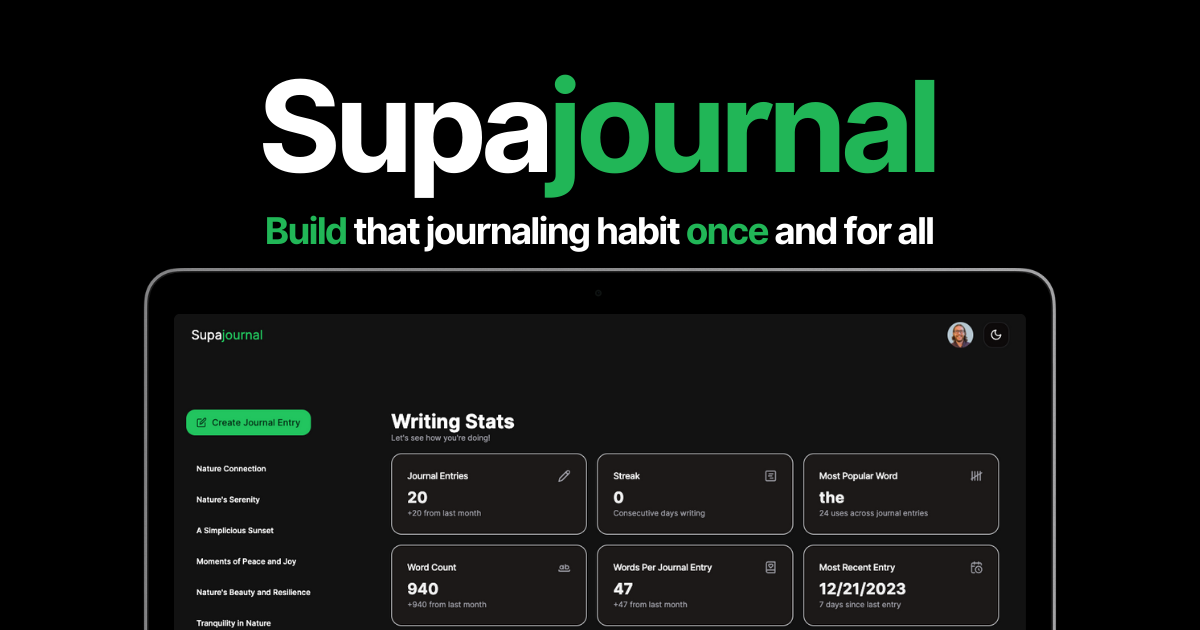 Supajournal
Build that journaling habit once and for all
Supajournal
Create Journal Entry
Nature Connection
Nature's Serenity
A Simplicious Sunset
Moments of Peace and Joy
Nature's Beauty and Resilience
Tranquility in Nature
Writing Stats
Let's see how you're doing!
Journal Entries
20
+20 from last month
Streak
0
Consecutive days writing
Most Popular Word
the
24 uses across journal entries
Word Count
940
+940 from last month
Words Per Journal Entry
47
+47 from last month
Most Recent Entry
12/21/2023
7 days since last entry